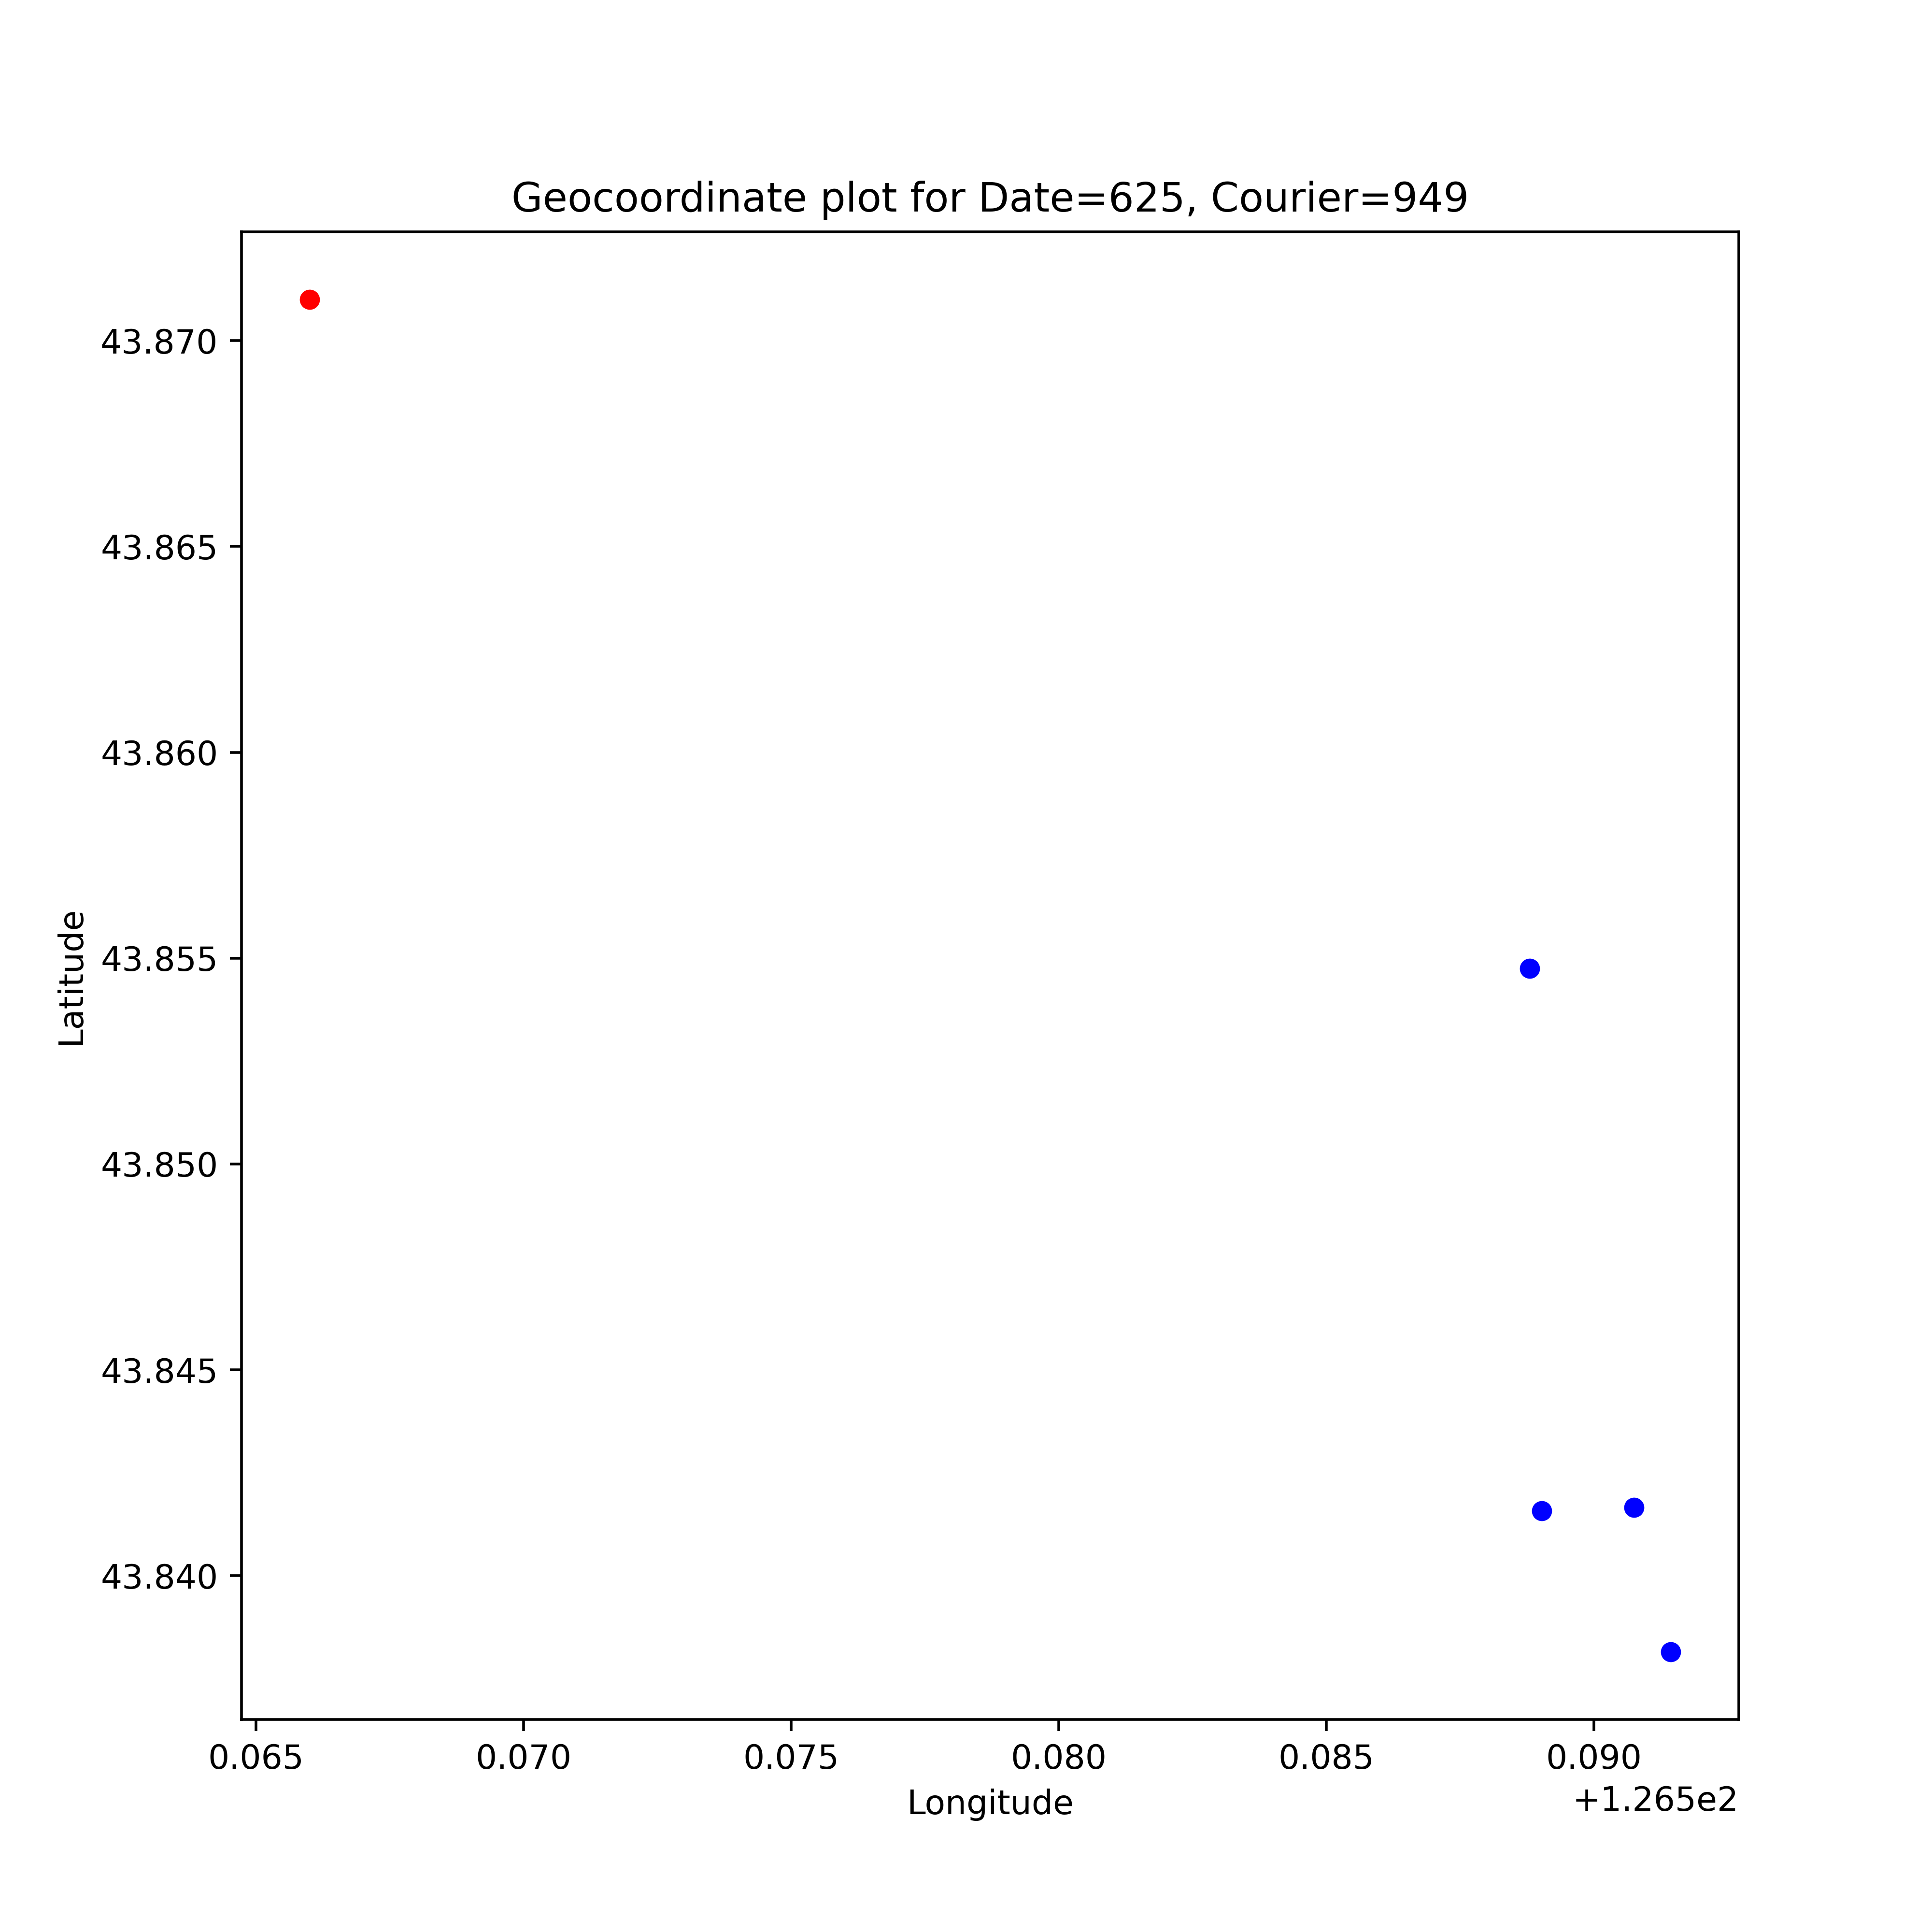 Geocoordinate plot for Date=625, Courier=949
43.870
43.865
43.860
43.855
43.850
43.845
43.840
Latitude
0.065 0.070 0.075 0.080 0.085 0.090
+1.265e2
Longitude